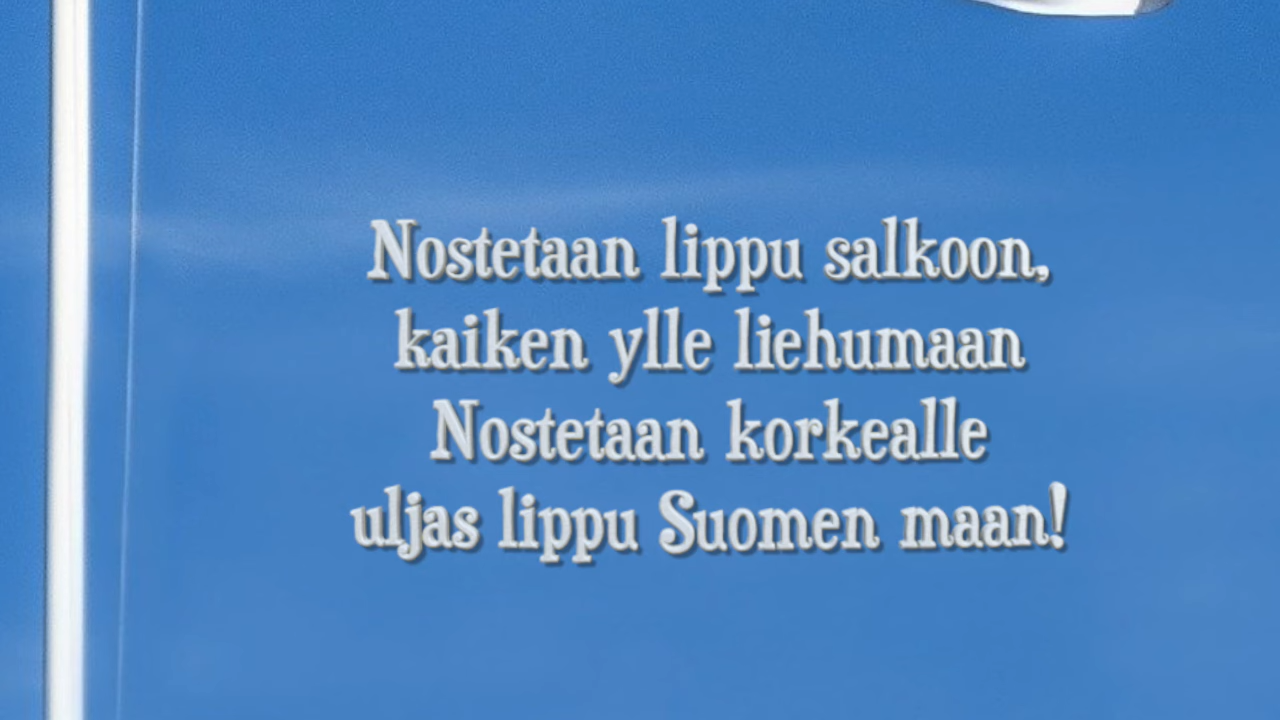 Nostetaan lippu salkoon,
kaiken ylle liehumaan
Nostetaan korkealle
uljas lippu Suomen maan!